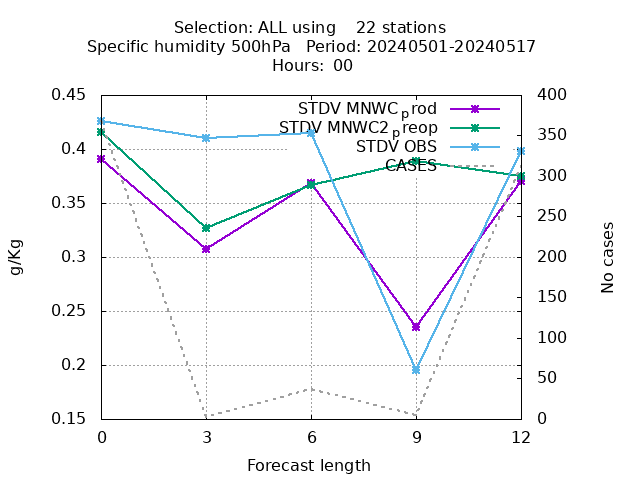 Selection: ALL using    22 stations
Specific humidity 500hPa   Period: 20240501-20240517
Hours:  00
STDV MNWC_prod
STDV MNWC2_preop
STDV OBS
CASES
0.45
0.4
0.35
0.3
0.25
0.2
0.15
g/Kg
400
350
300
250
200
150
100
50
0
No cases
0 3 6 9 12
Forecast length